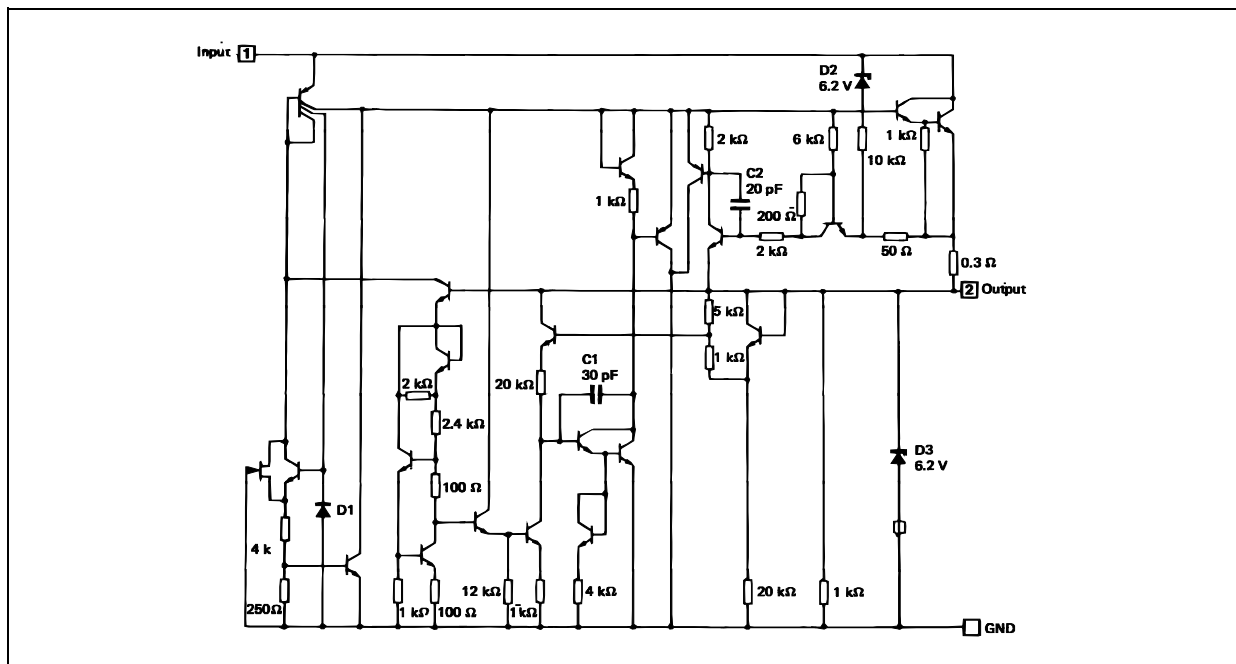 Input 1
D2
6.2 V
2 kΩ
6 kΩ
1 kΩ
10 kΩ
C2
20 pF
1 kΩ
200 Ω
2 kΩ
50 Ω
0.3 Ω
2 Output
5 kΩ
1 kΩ
C1
30 pF
2 kΩ
20 kΩ
2.4 kΩ
D3
6.2 V
100 Ω
D1
4 k
250Ω
1 kΩ
100 Ω
12 kΩ
1 kΩ
4 kΩ
20 kΩ
1 kΩ
GND